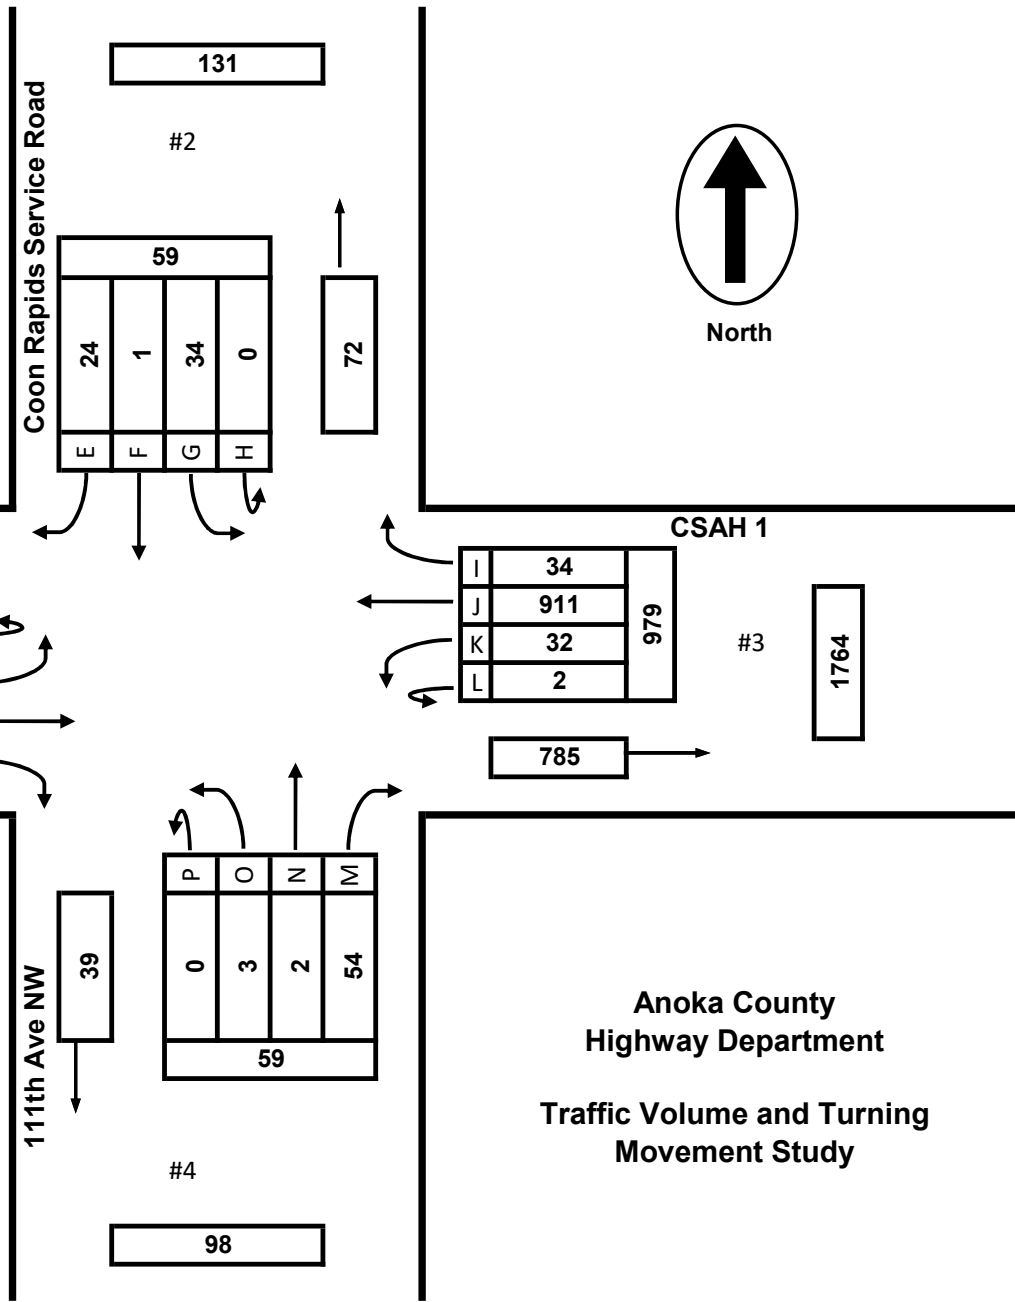 131
#2
Coon Rapids Service Road
59
24
1
34
0
72
E
F
G
H
North
CSAH 1
I
34
J
911
K
32
L
2
979
#3
1764
785
P
O
N
M
0
3
2
54
59
39
111th Ave NW
#4
98
Anoka County
Highway Department
Traffic Volume and Turning
Movement Study